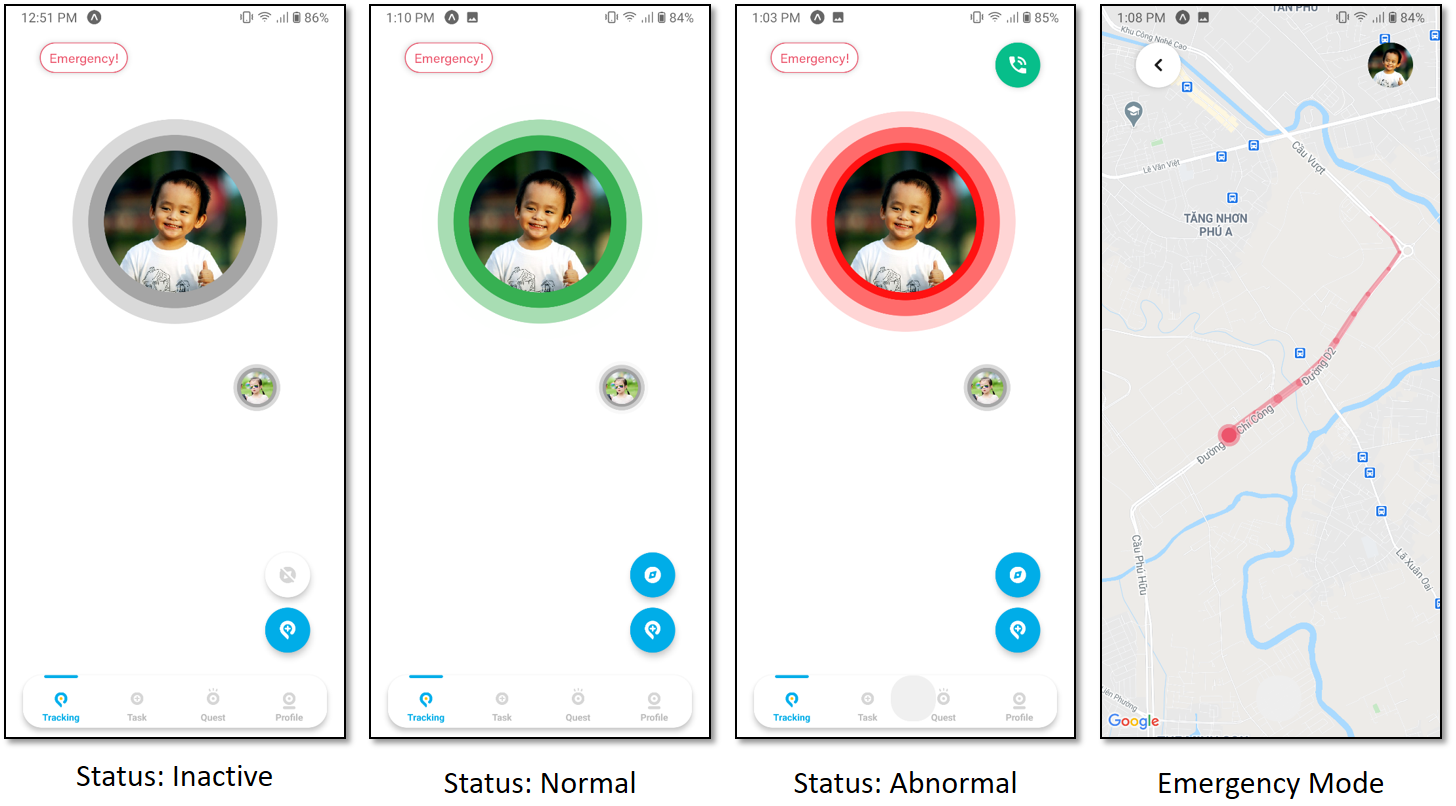 12:51 PM 86%
Emergency!
Tracking Task Quest Profile
Status: Inactive
1:10 PM 84%
Emergency!
Tracking Task Quest Profile
Status: Normal
1:03 PM 85%
Emergency!
Tracking Task Quest Profile
Status: Abnormal
1:08 PM 84%
TÂN PHÚ
Khu Công Nghệ Cao
Cầu Vượt
Lê Văn Việt
TĂNG NHƠN
PHÚ A
Đường D2
Đường Chí Công
Cầu Phú Hữu
Lã Xuân Oai
Liên Phường
Google
Emergency Mode